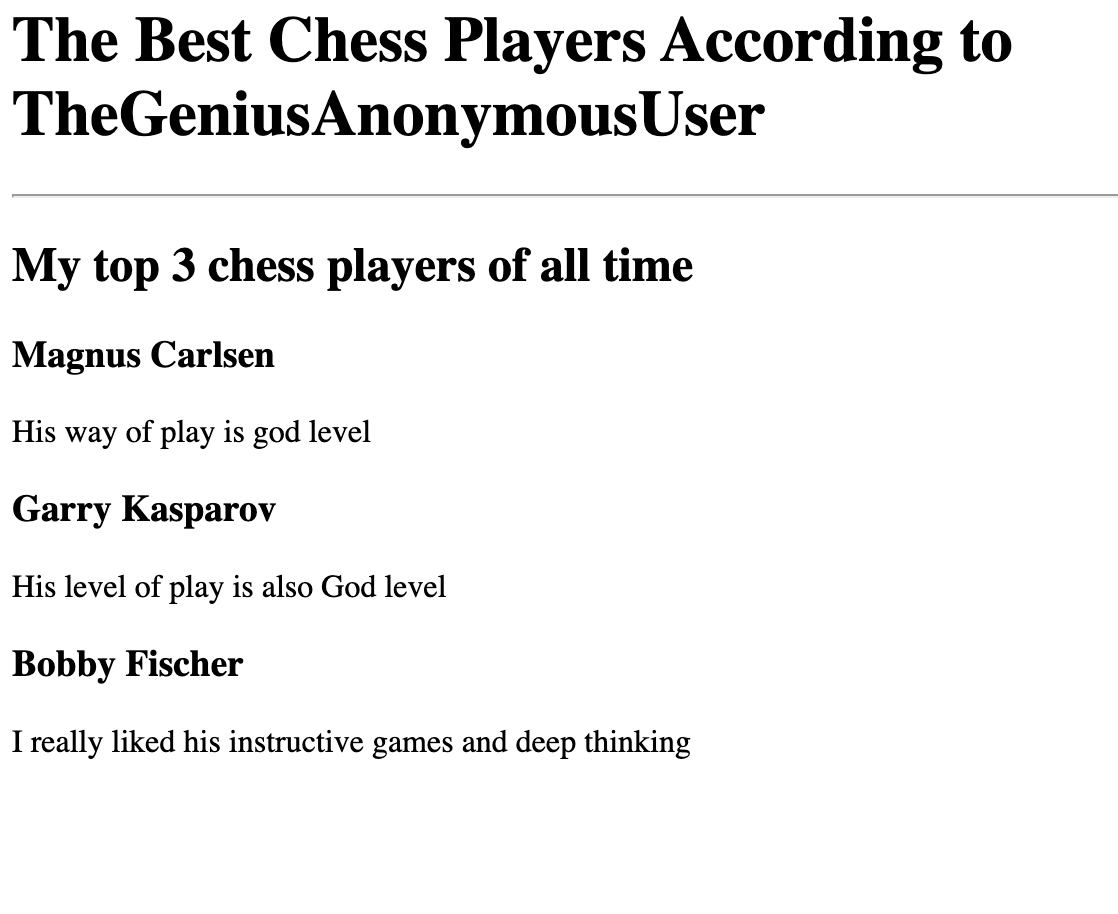 The Best Chess Players According to
TheGeniusAnonymousUser
My top 3 chess players of all time
Magnus Carlsen
His way of play is god level
Garry Kasparov
His level of play is also God level
Bobby Fischer
I really liked his instructive games and deep thinking